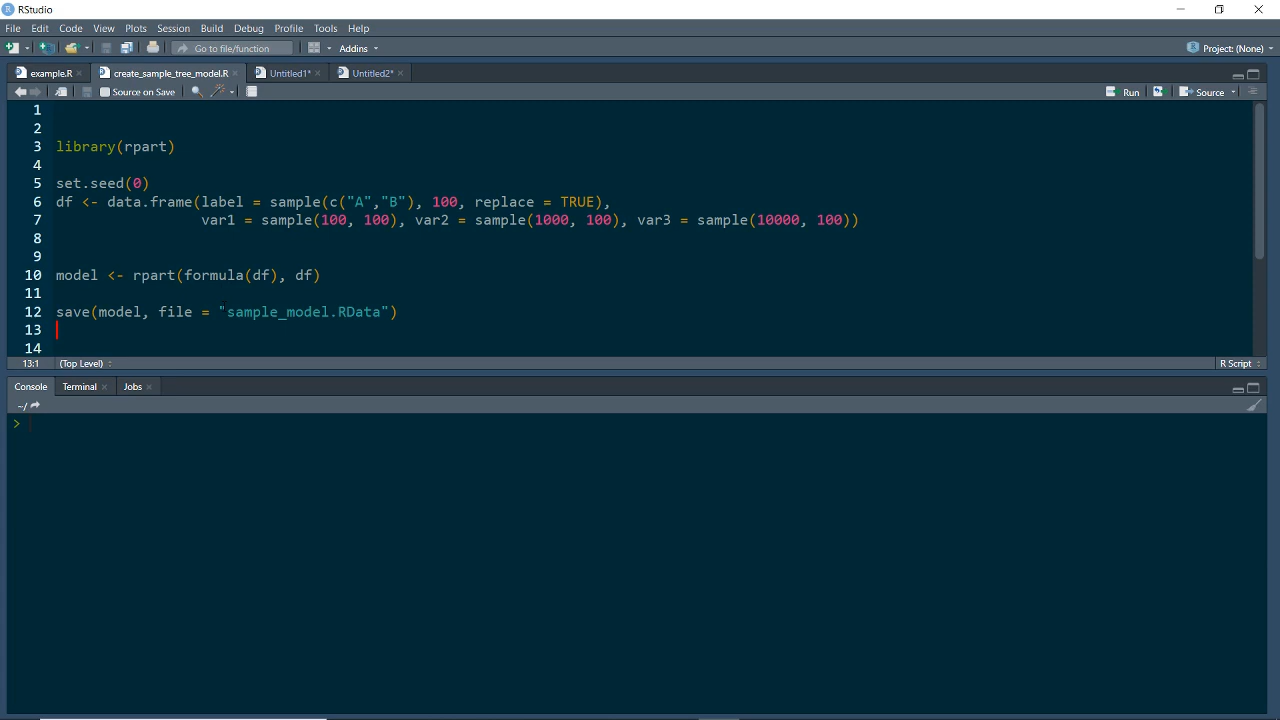 RStudio
File Edit Code View Plots Session Build Debug Profile Tools Help
Go to file/function Addins Project: (None)
example.R create_sample_tree_model.R Untitled1* Untitled2*
Source on Save Run Source
1
2
3 library(rpart)
4
5 set.seed(0)
6 df <- data.frame(label = sample(c("A","B"), 100, replace = TRUE),
7 var1 = sample(100, 100), var2 = sample(1000, 100), var3 = sample(10000, 100))
8
9
10 model <- rpart(formula(df), df)
11
12 save(model, file = "sample_model.RData")
13
14
13:1 (Top Level) R Script
Console Terminal Jobs
~/
>